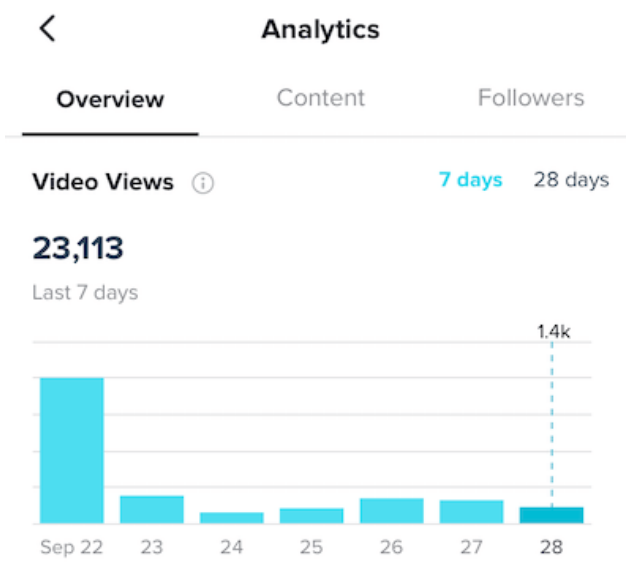 Analytics
Overview Content Followers
Video Views 7 days 28 days
23,113
Last 7 days
1.4k
Sep 22 23 24 25 26 27 28